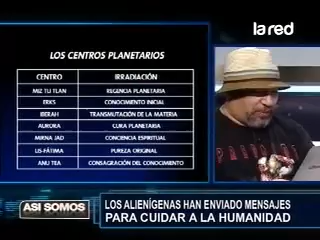 la red
LOS CENTROS PLANETARIOS
CENTRO IRRADIACIÓN
MIZ TLI TLAN REGENCIA PLANETARIA
ERKS CONOCIMIENTO INICIAL
IBERAH TRANSMUTACIÓN DE LA MATERIA
AURORA CURA PLANETARIA
MIRNA JAD CONCIENCIA ESPIRITUAL
LIS-FÁTIMA PUREZA ORIGINAL
ANU TEA CONSAGRACIÓN DEL CONOCIMIENTO
ASI SOMOS
LOS ALIENÍGENAS HAN ENVIADO MENSAJES
PARA CUIDAR A LA HUMANIDAD